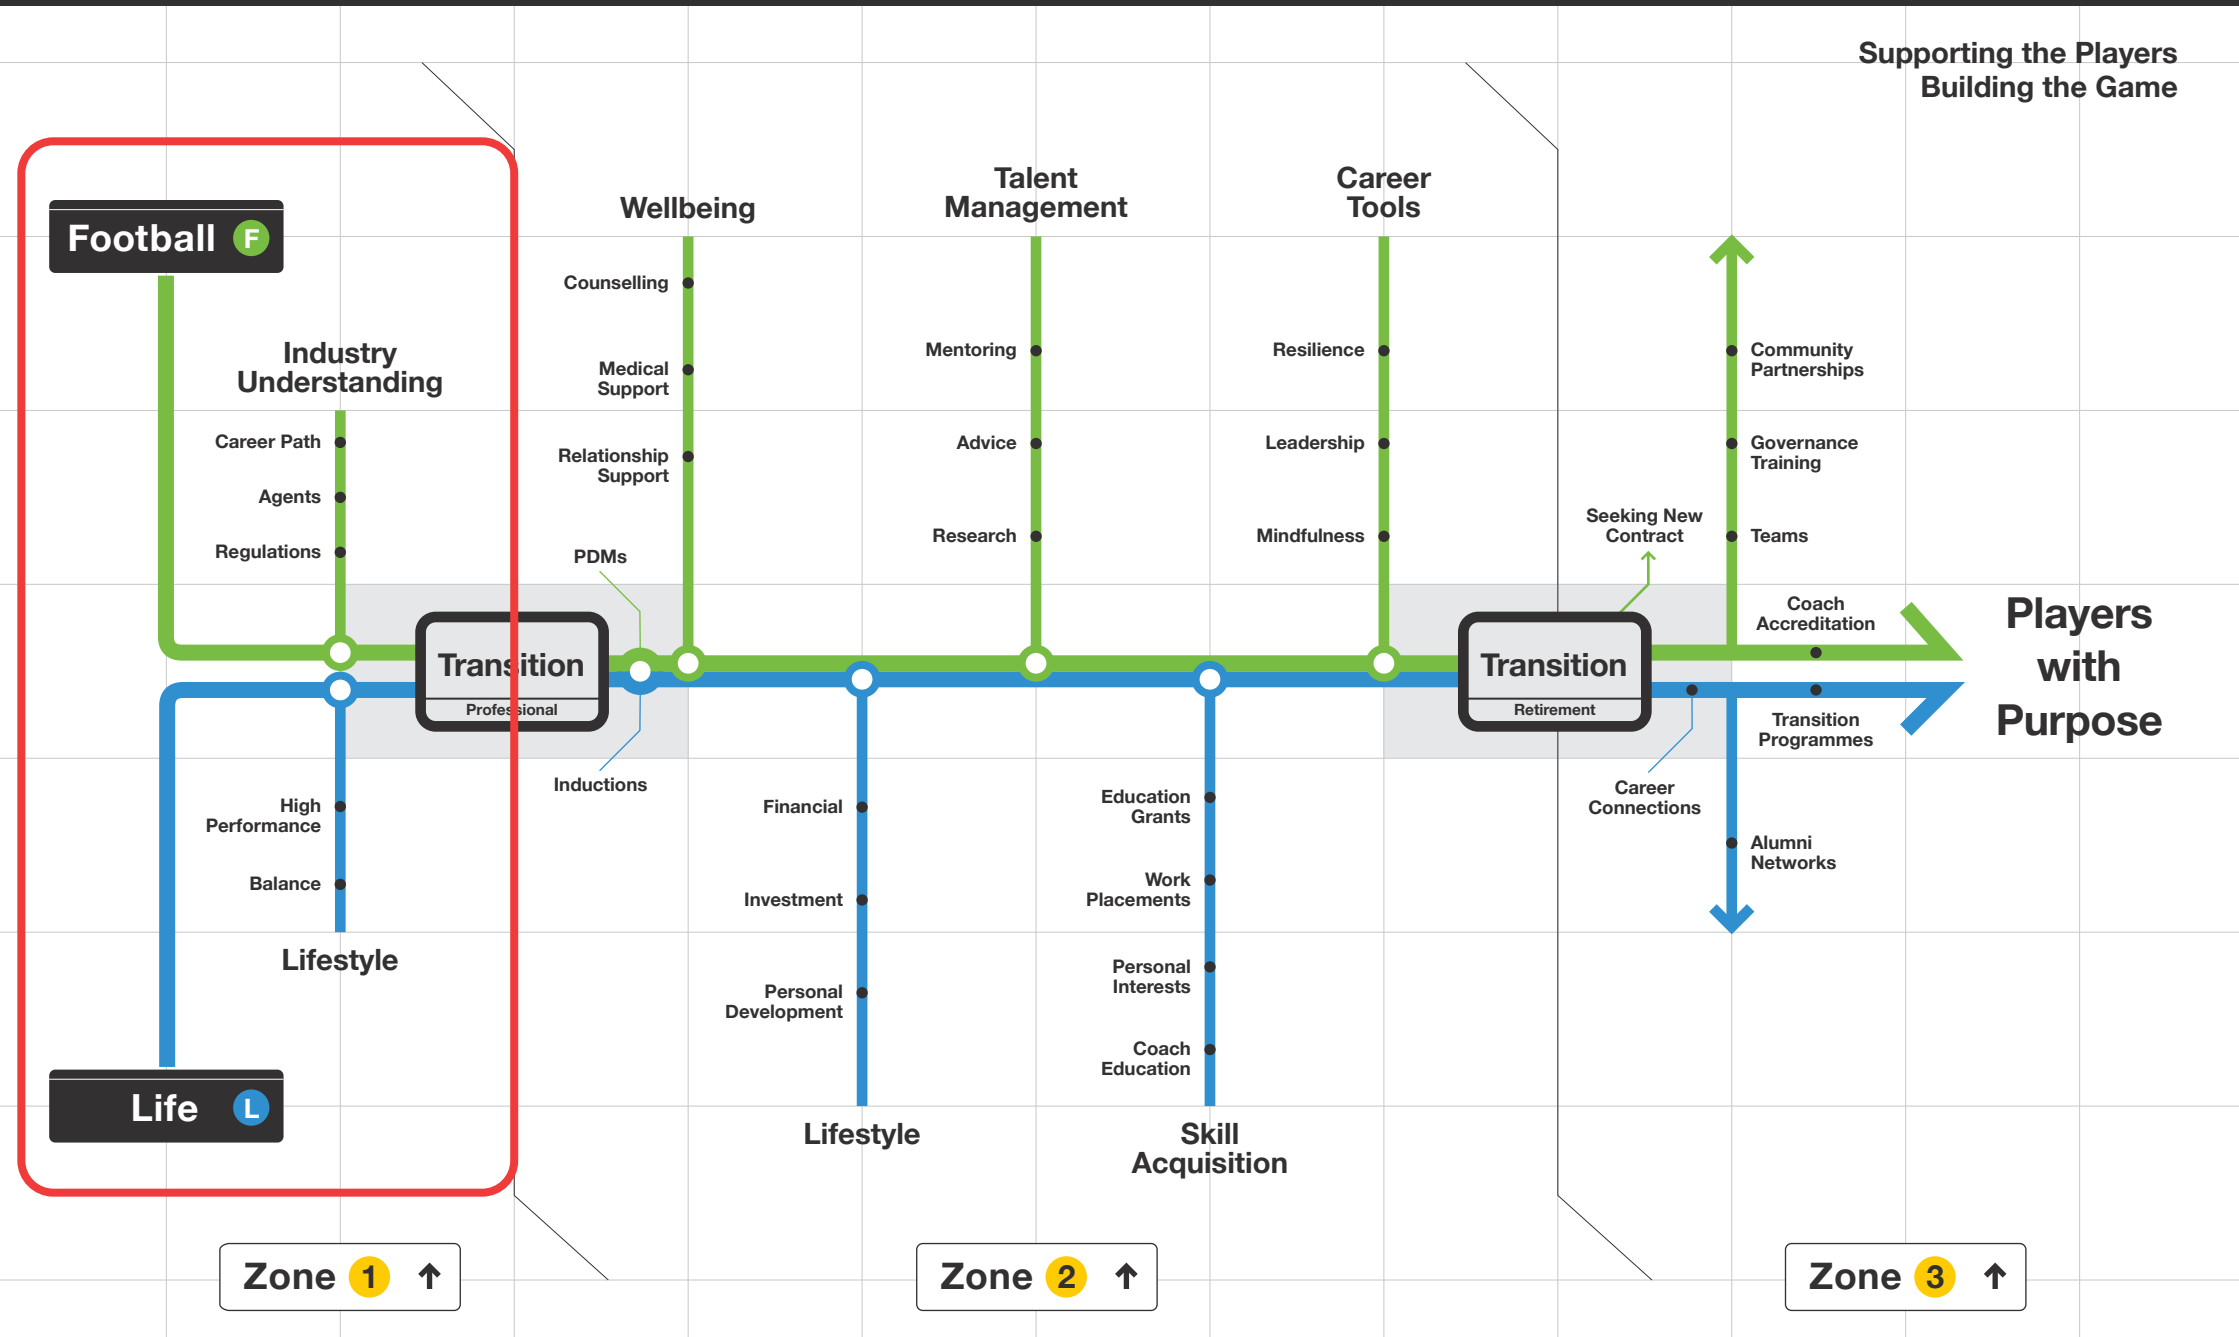 Supporting the Players
Building the Game
Football F
Industry
Understanding
Career Path
Agents
Regulations
High
Performance
Balance
Lifestyle
Life L
Transition
Professional
PDMs
Inductions
Wellbeing
Counselling
Medical
Support
Relationship
Support
Financial
Investment
Personal
Development
Lifestyle
Talent
Management
Mentoring
Advice
Research
Education
Grants
Work
Placements
Personal
Interests
Coach
Education
Skill
Acquisition
Career
Tools
Resilience
Leadership
Mindfulness
Transition
Retirement
Seeking New
Contract
Career
Connections
Community
Partnerships
Governance
Training
Teams
Coach
Accreditation
Transition
Programmes
Alumni
Networks
Players
with
Purpose
Zone 1
Zone 2
Zone 3